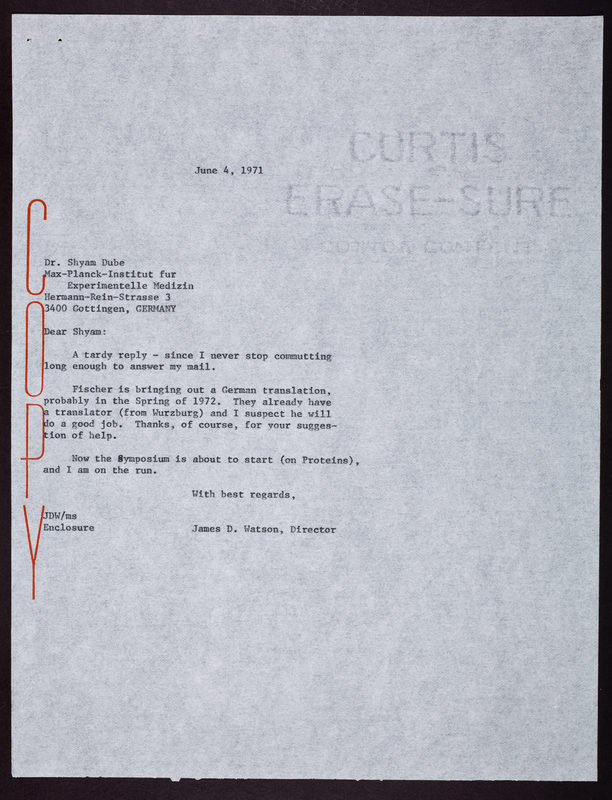 CURTIS
ERASE-SURE
June 4, 1971
COPY
Dr. Shyam Dube
Max-Planck-Institut fur
Experimentelle Medizin
Hermann-Rein-Strasse 3
3400 Gottingen, GERMANY
Dear Shyam:
A tardy reply - since I never stop commutting
long enough to answer my mail.
Fischer is bringing out a German translation,
probably in the Spring of 1972. They already have
a translator (from Wurzburg) and I suspect he will
do a good job. Thanks, of course, for your sugges-
tion of help.
Now the Symposium is about to start (on Proteins),
and I am on the run.
With best regards,
JDW/ms
Enclosure
James D. Watson, Director